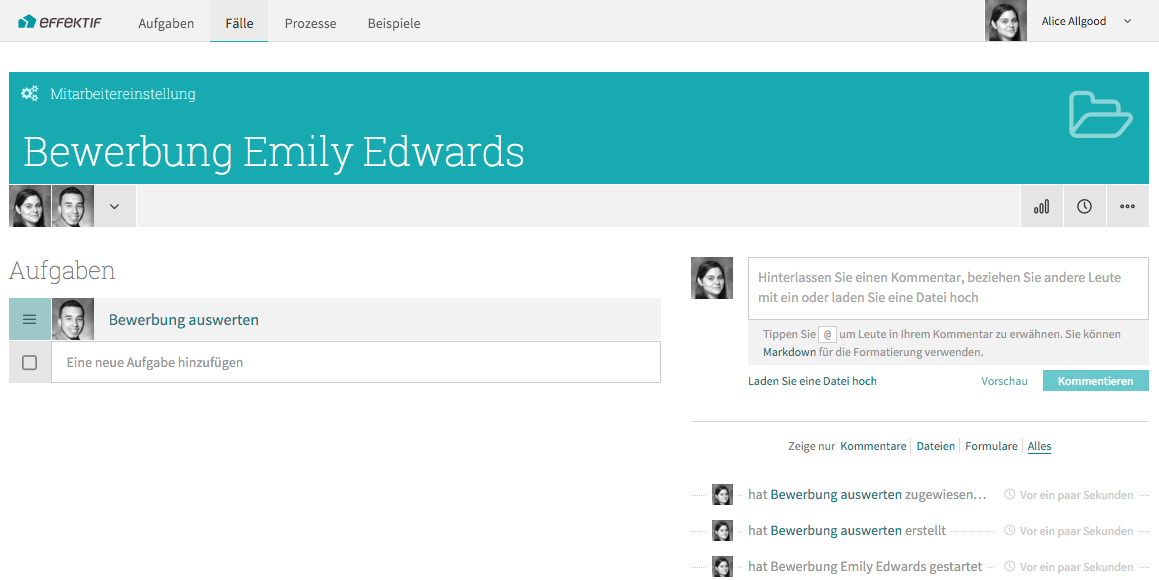 EFFEKTIF
Aufgaben
Fälle
Prozesse
Beispiele
Alice Allgood
Mitarbeitereinstellung
Bewerbung Emily Edwards
Aufgaben
Bewerbung auswerten
Eine neue Aufgabe hinzufügen
Hinterlassen Sie einen Kommentar, beziehen Sie andere Leute
mit ein oder laden Sie eine Datei hoch
Tippen Sie @ um Leute in Ihrem Kommentar zu erwähnen. Sie können
Markdown für die Formatierung verwenden.
Laden Sie eine Datei hoch
Vorschau
Kommentieren
Zeige nur Kommentare Dateien Formulare Alles
hat Bewerbung auswerten zugewiesen… Vor ein paar Sekunden
hat Bewerbung auswerten erstellt Vor ein paar Sekunden
hat Bewerbung Emily Edwards gestartet Vor ein paar Sekunden